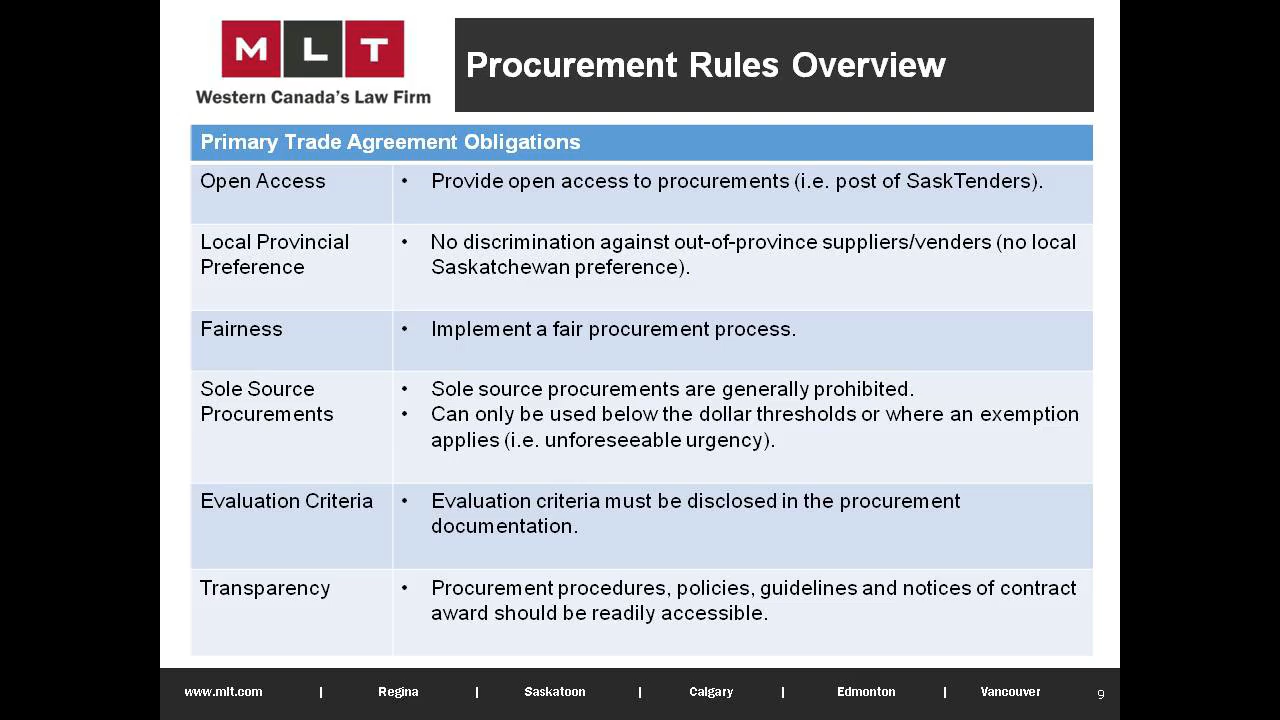 M L T
Western Canada's Law Firm
Procurement Rules Overview
Primary Trade Agreement Obligations
Open Access
• Provide open access to procurements (i.e. post of SaskTenders).
Local Provincial
Preference
• No discrimination against out-of-province suppliers/venders (no local
Saskatchewan preference).
Fairness
• Implement a fair procurement process.
Sole Source
Procurements
• Sole source procurements are generally prohibited.
• Can only be used below the dollar thresholds or where an exemption
applies (i.e. unforeseeable urgency).
Evaluation Criteria
• Evaluation criteria must be disclosed in the procurement
documentation.
Transparency
• Procurement procedures, policies, guidelines and notices of contract
award should be readily accessible.
www.mlt.com | Regina | Saskatoon | Calgary | Edmonton | Vancouver 9